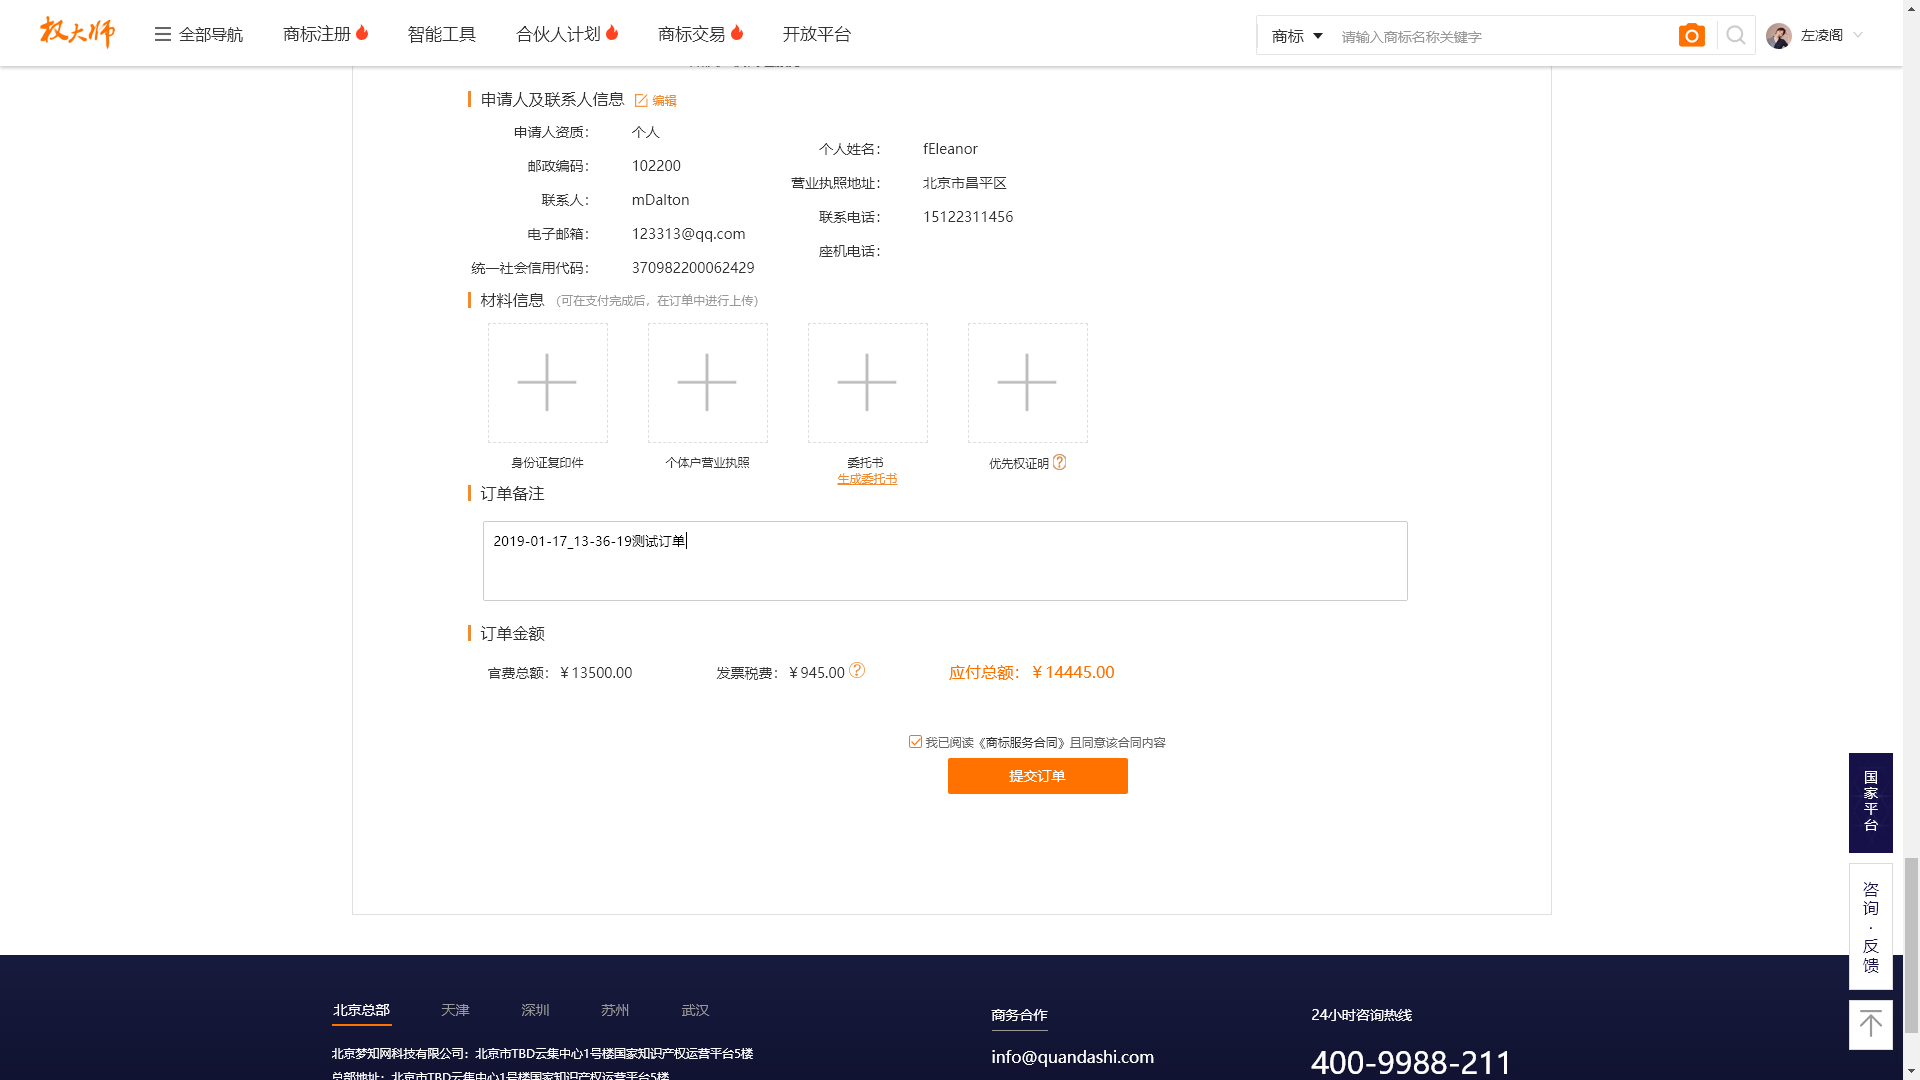 权大师
全部导航
商标注册
智能工具
合伙人计划
商标交易
开放平台
商标
请输入商标名称关键字
左凌阁
申请人及联系人信息 编辑
申请人资质： 个人
邮政编码： 102200
联系人： mDalton
电子邮箱： 123313@qq.com
统一社会信用代码： 370982200062429
个人姓名： fEleanor
营业执照地址： 北京市昌平区
联系电话： 15122311456
座机电话：
材料信息 （可在支付完成后，在订单中进行上传）
身份证复印件
个体户营业执照
委托书
生成委托书
优先权证明
订单备注
2019-01-17_13-36-19测试订单
订单金额
官费总额： ￥13500.00
发票税费： ￥945.00
应付总额： ￥14445.00
我已阅读《商标服务合同》且同意该合同内容
提交订单
国家平台
咨询·反馈
北京总部
天津
深圳
苏州
武汉
北京梦知网科技有限公司：北京市TBD云集中心1号楼国家知识产权运营平台5楼
总部地址：北京市TBD云集中心1号楼国家知识产权运营平台5楼
商务合作
info@quandashi.com
24小时咨询热线
400-9988-211